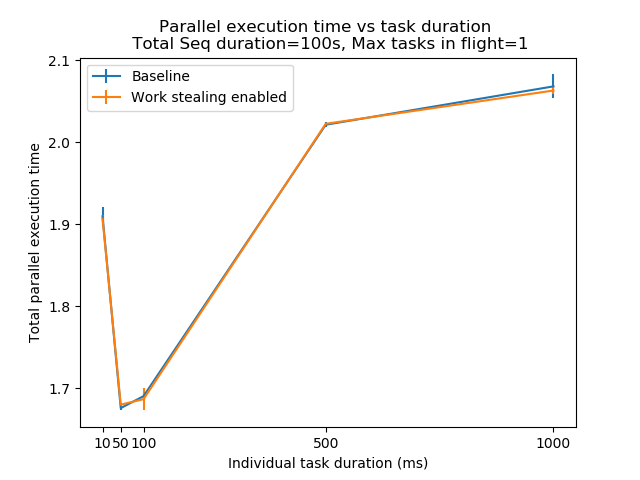 Parallel execution time vs task duration
Total Seq duration=100s, Max tasks in flight=1
Baseline
Work stealing enabled
Total parallel execution time
2.1
2.0
1.9
1.8
1.7
10 50 100 500 1000
Individual task duration (ms)